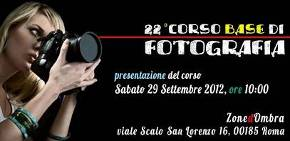 22°CORSO BASE DI
FOTOGRAFIA
presentazione del corso
Sabato 29 Settembre 2012, ore 10:00
Zoned'Ombra
viale Scalo San Lorenzo 16, 00185 Roma